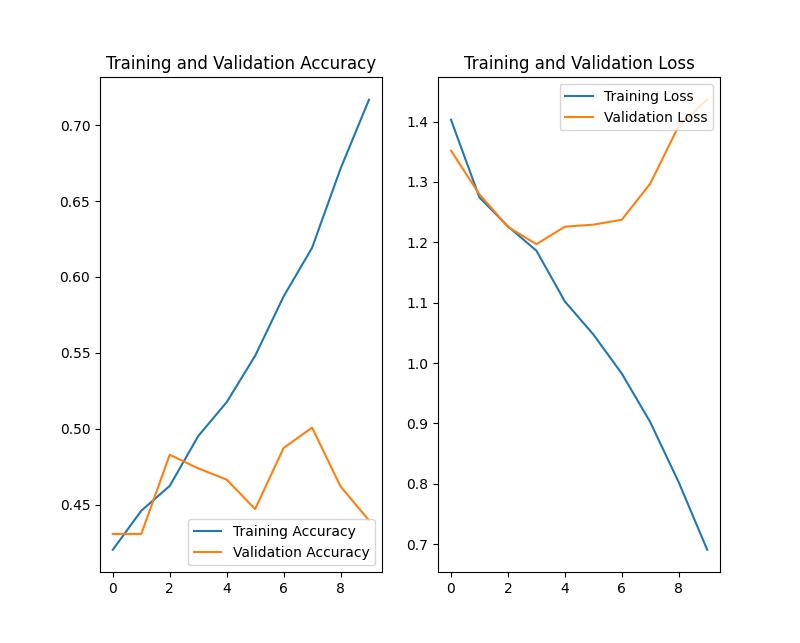 Training and Validation Accuracy
0.70
0.65
0.60
0.55
0.50
0.45
Training Accuracy
Validation Accuracy
0 2 4 6 8
Training and Validation Loss
Training Loss
Validation Loss
1.4
1.3
1.2
1.1
1.0
0.9
0.8
0.7
0 2 4 6 8